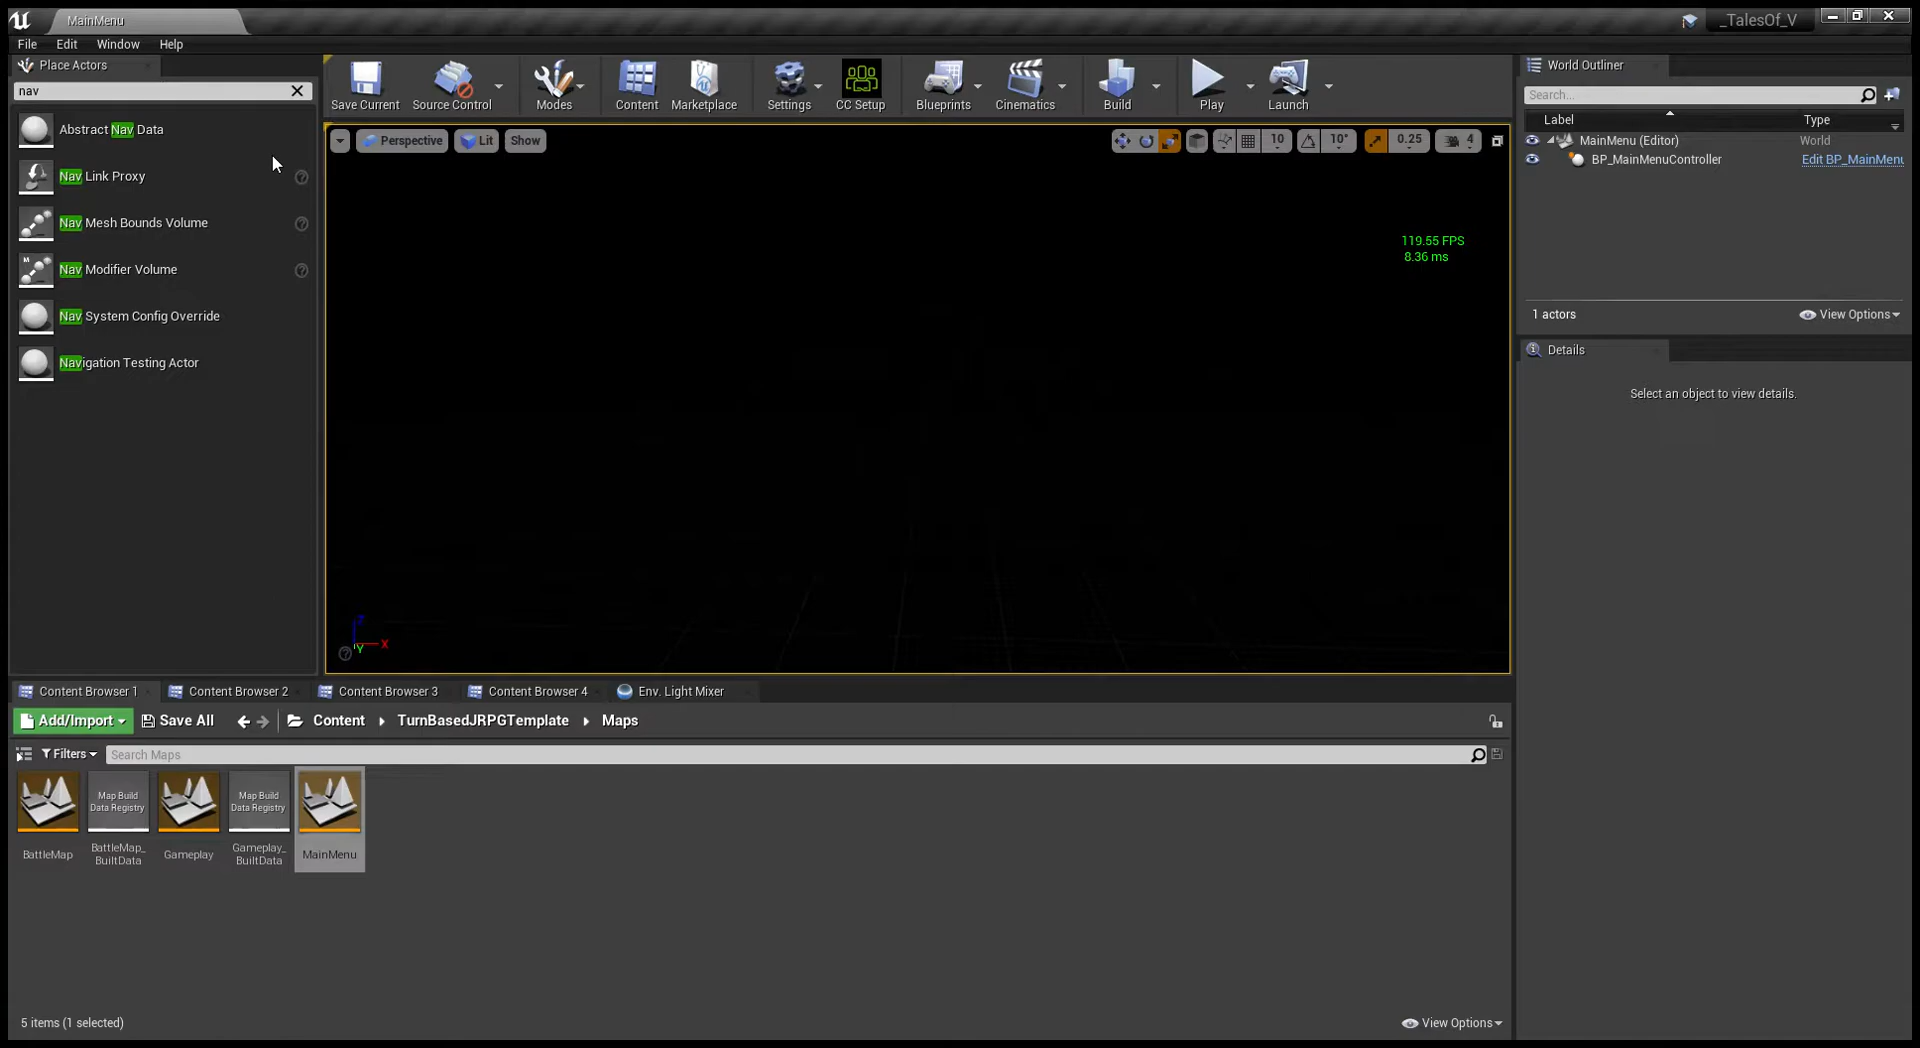 MainMenu
_TalesOf_V
File Edit Window Help
Place Actors
nav
Abstract Nav Data
Nav Link Proxy
Nav Mesh Bounds Volume
Nav Modifier Volume
Nav System Config Override
Navigation Testing Actor
Save Current Source Control Modes Content Marketplace Settings CC Setup Blueprints Cinematics Build Play Launch
Perspective Lit Show
10 10° 0.25 4
119.55 FPS
8.36 ms
Z
X
Y
World Outliner
Search...
Label Type
MainMenu (Editor) World
BP_MainMenuController Edit BP_MainMenu
1 actors View Options
Details
Select an object to view details.
Content Browser 1 Content Browser 2 Content Browser 3 Content Browser 4 Env. Light Mixer
Add/Import Save All Content TurnBasedJRPGTemplate Maps
Filters Search Maps
Map Build
Data Registry
Map Build
Data Registry
BattleMap
BattleMap_
BuiltData
Gameplay
Gameplay_
BuiltData
MainMenu
5 items (1 selected) View Options